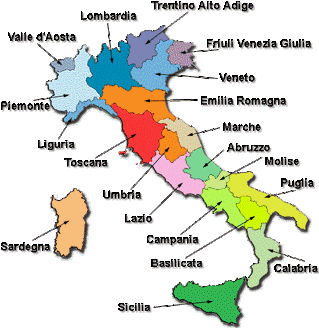 Trentino Alto Adige
Lombardia
Valle d'Aosta
Friuli Venezia Giulia
Veneto
Piemonte
Emilia Romagna
Marche
Liguria
Abruzzo
Toscana
Molise
Puglia
Umbria
Lazio
Campania
Sardegna
Basilicata
Calabria
Sicilia